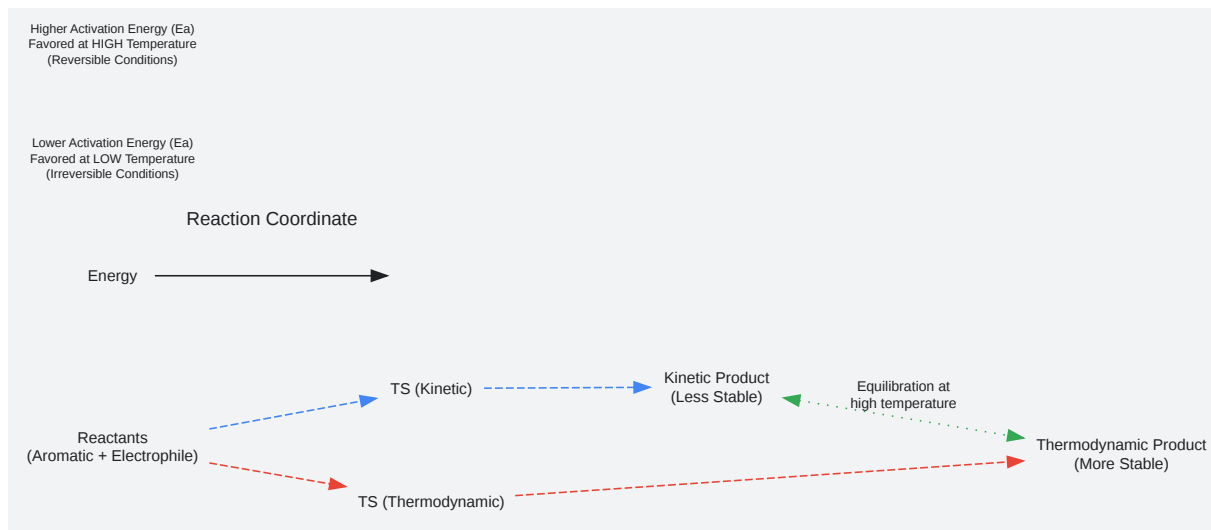 Higher Activation Energy (Ea)
Favored at HIGH Temperature
(Reversible Conditions)
Lower Activation Energy (Ea)
Favored at LOW Temperature
(Irreversible Conditions)
Reaction Coordinate
Energy
TS (Kinetic)
Kinetic Product
(Less Stable)
Equilibration at
high temperature
Reactants
(Aromatic + Electrophile)
Thermodynamic Product
(More Stable)
TS (Thermodynamic)